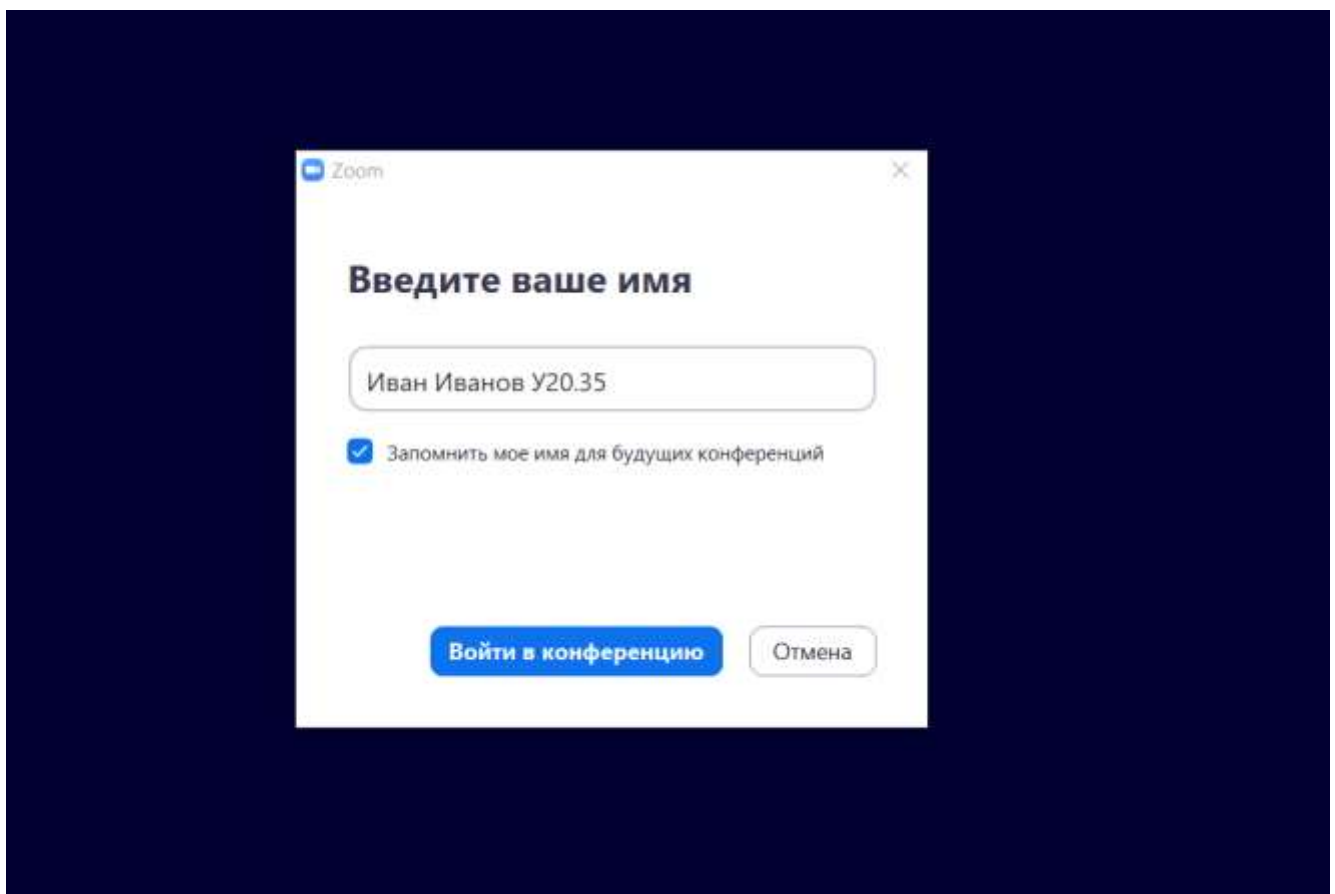 Zoom
Введите ваше имя
Иван Иванов У20.35
Запомнить мое имя для будущих конференций
Войти в конференцию Отмена